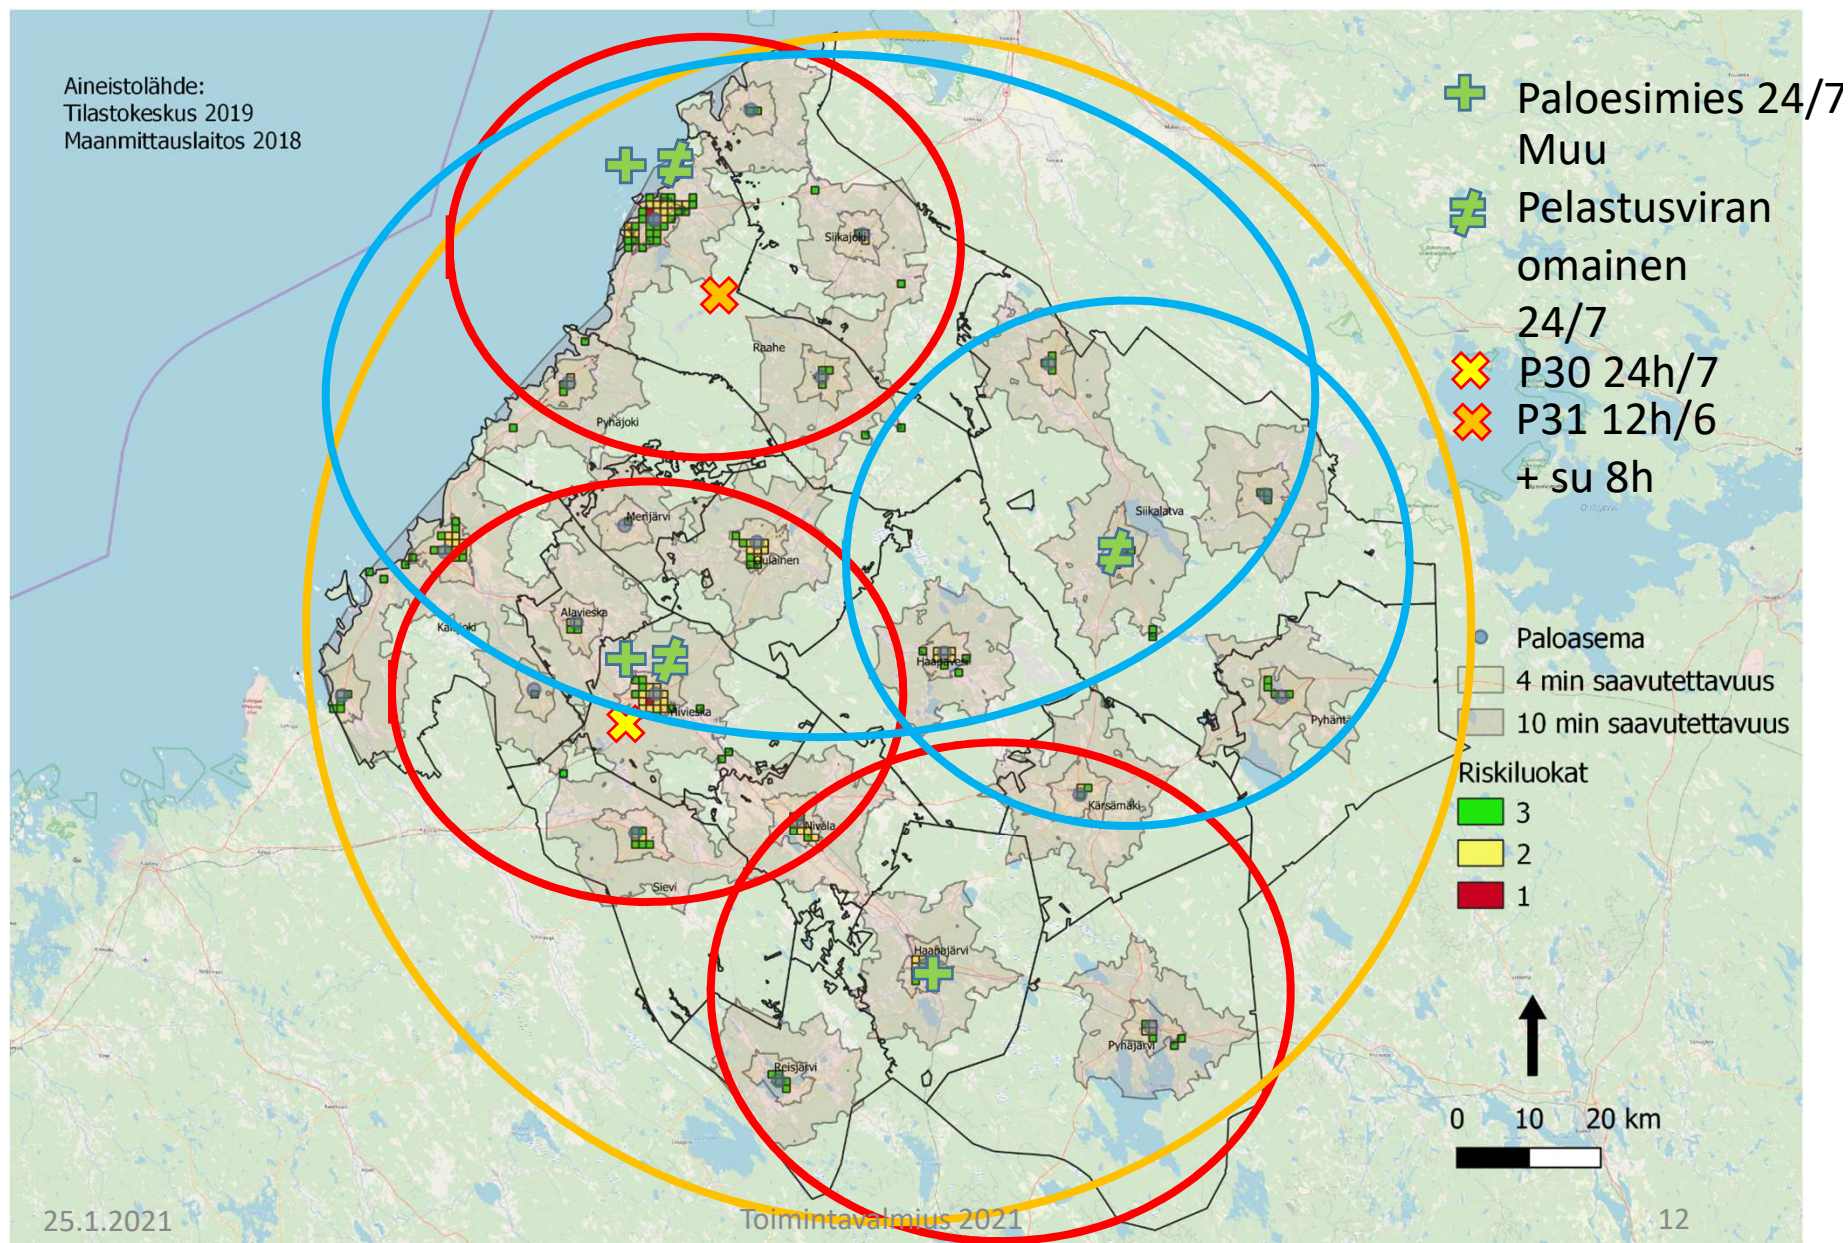 Aineistolähde:
Tilastokeskus 2019
Maanmittauslaitos 2018
Paloesimies 24/7
Muu
Pelastusviran
omainen
24/7
P30 24h/7
P31 12h/6
+ su 8h
Siikajoki
Raahe
Pyhäjoki
Merijärvi
Oulainen
Siikalatva
Alavieska
Kalajoki
Ylivieska
Haapavesi
Pyhäntä
Kärsämäki
Nivala
Sievi
Haapajärvi
Pyhäjärvi
Reisjärvi
Paloasema
4 min saavutettavuus
10 min saavutettavuus
Riskiluokat
3
2
1
0 10 20 km
25.1.2021
Toimintavalmius 2021
12